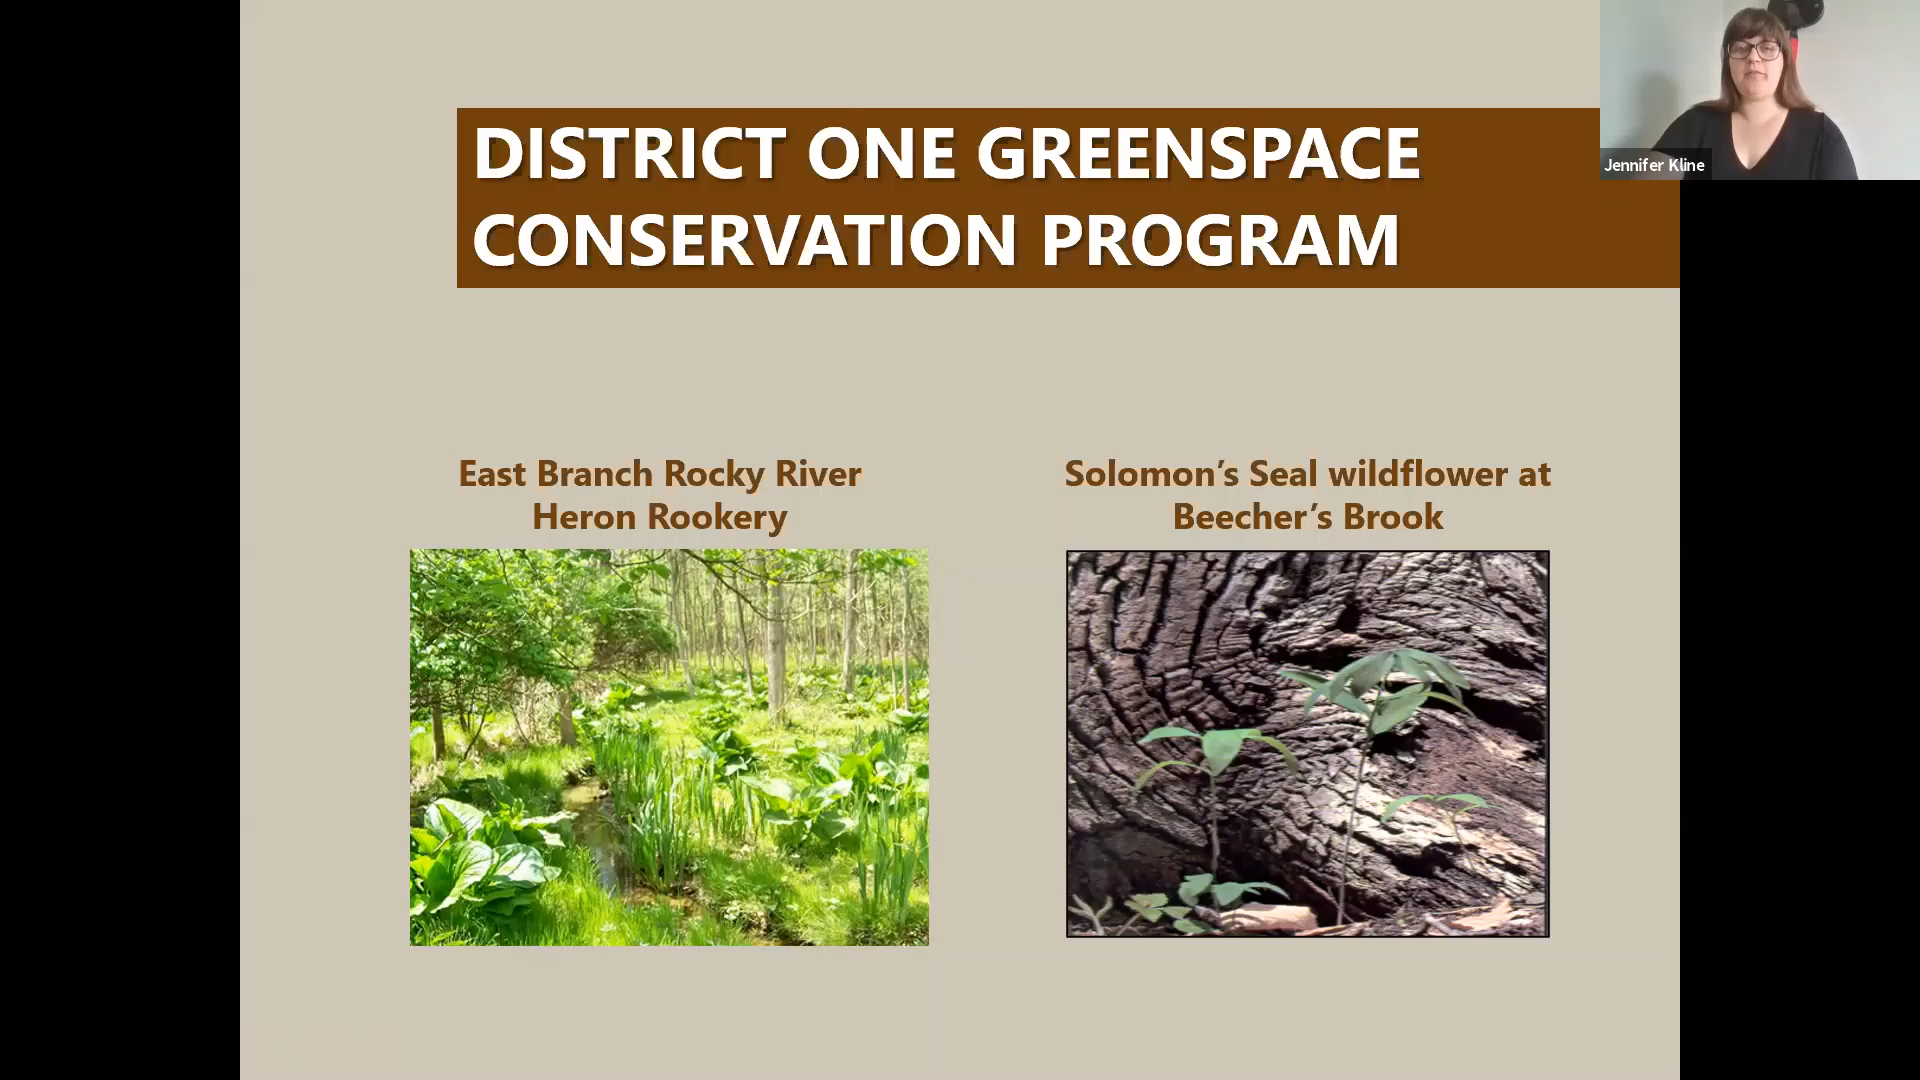 DISTRICT ONE GREENSPACE
CONSERVATION PROGRAM
Jennifer Kline
East Branch Rocky River
Heron Rookery
Solomon’s Seal wildflower at
Beecher’s Brook